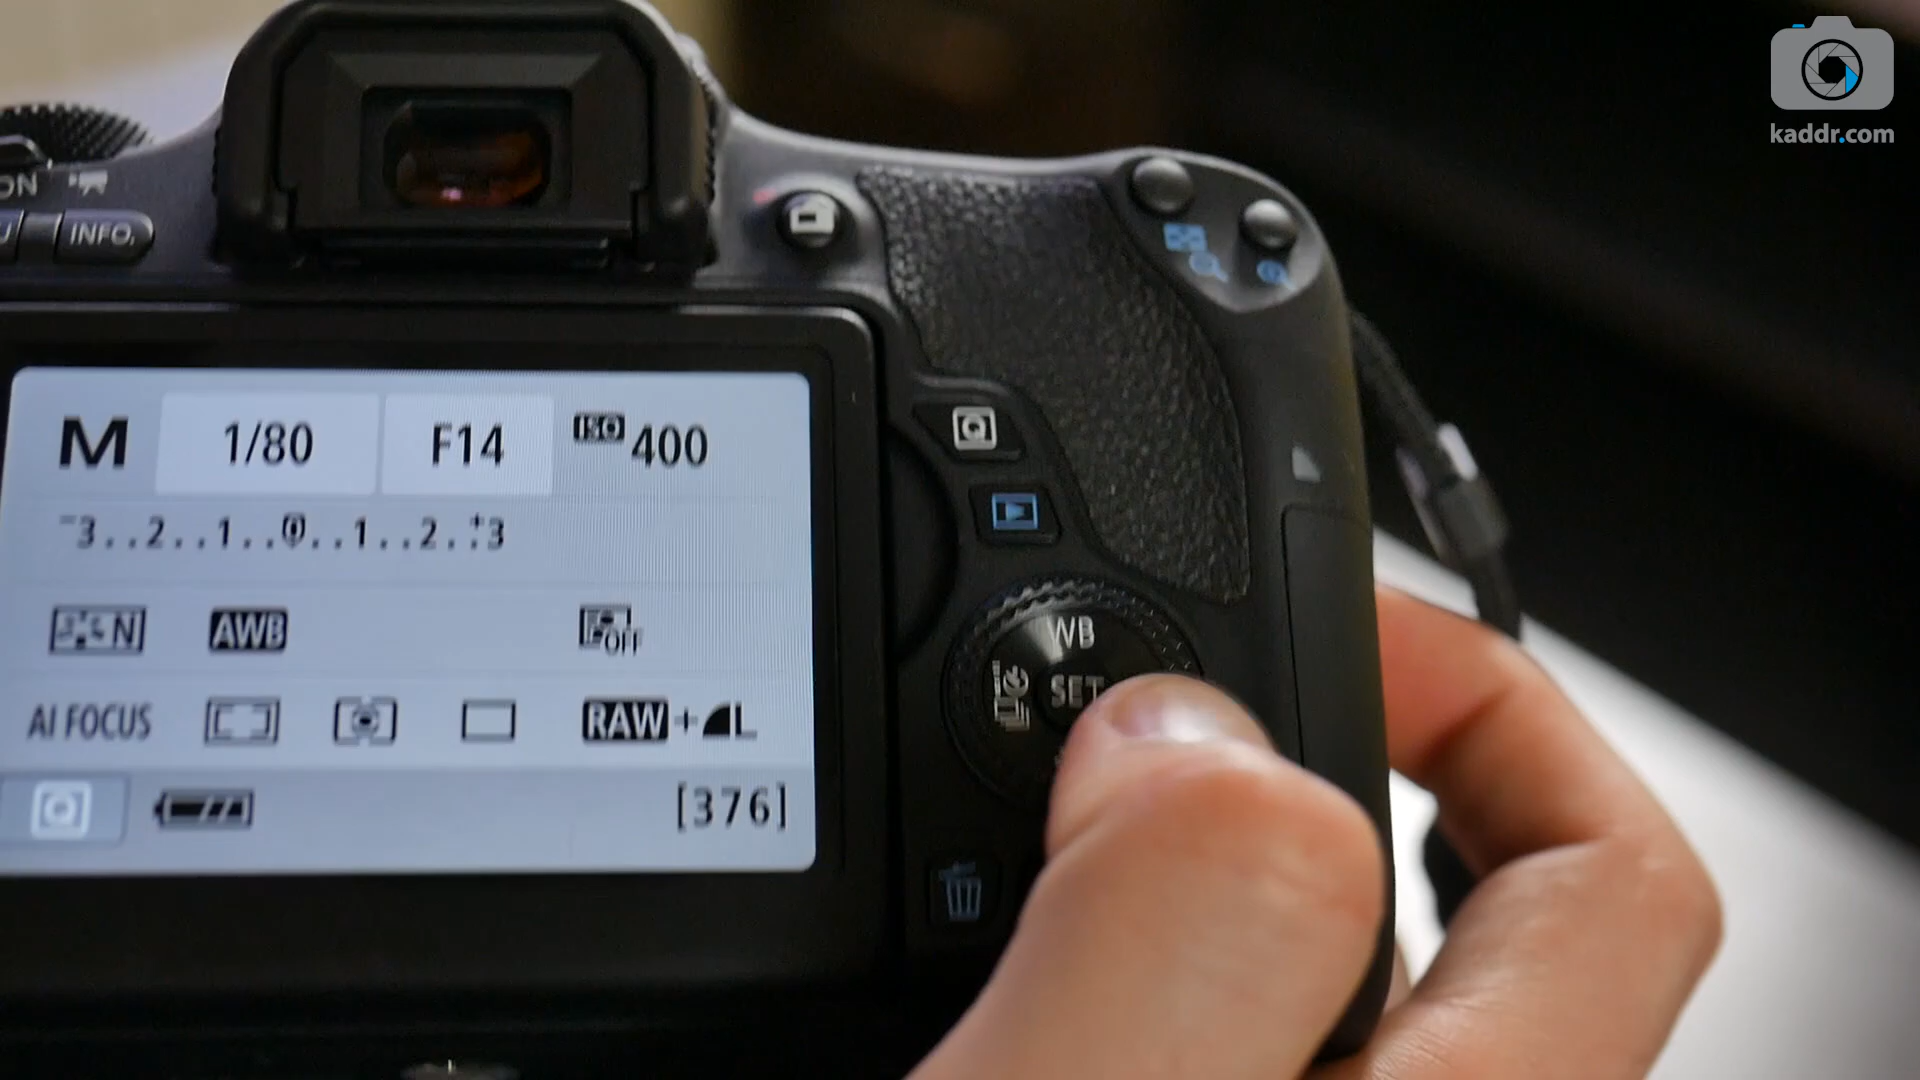 kaddr.com
ON
INFO.
M 1/80 F14 ISO 400
-3..2..1..0..1..2..+3
N AWB OFF
AI FOCUS RAW+L
Q [376]
Q
WB
SET